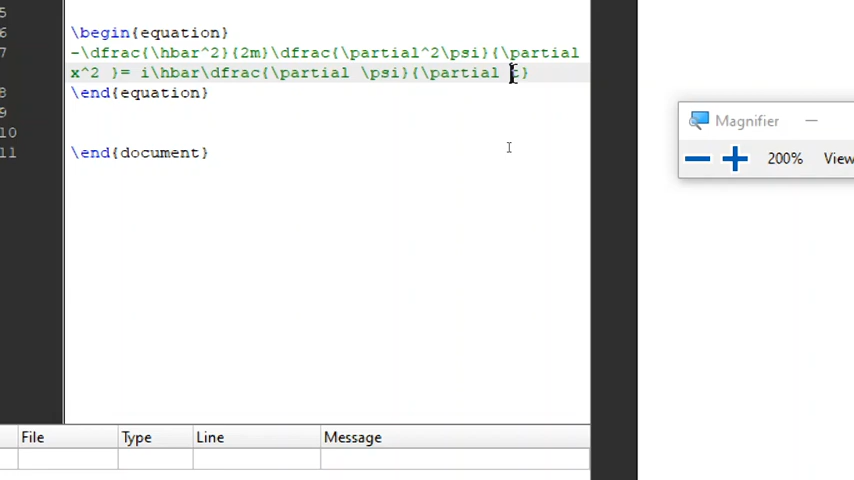 5
6 \begin{equation}
7 -\dfrac{\hbar^2}{2m}\dfrac{\partial^2\psi}{\partial
x^2 }= i\hbar\dfrac{\partial \psi}{\partial t}
8 \end{equation}
9
10
11 \end{document}
Magnifier
200% View
File Type Line Message